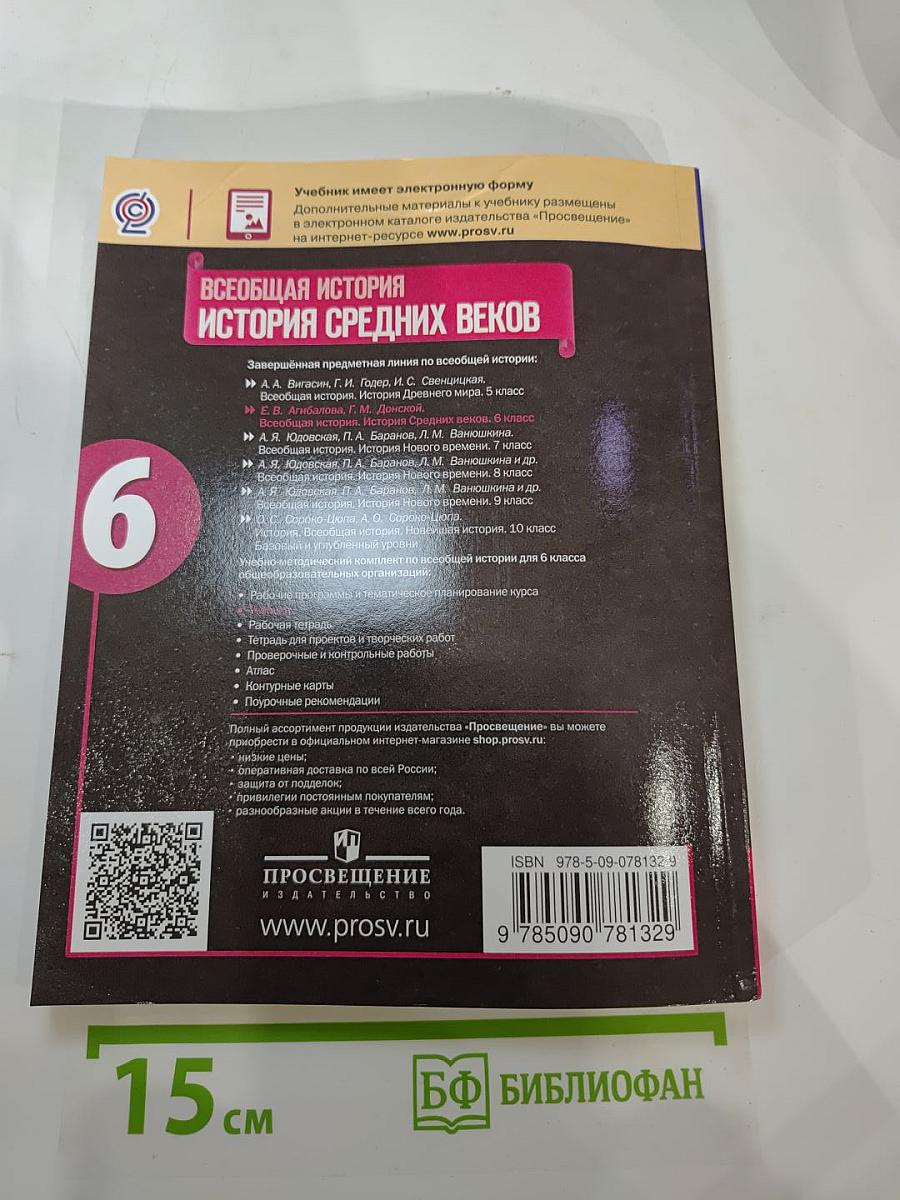 Учебник имеет электронную форму
Дополнительные материалы к учебнику размещены
в электронном каталоге издательства «Просвещение»
на интернет-ресурсе www.prosv.ru
ВСЕОБЩАЯ ИСТОРИЯ
ИСТОРИЯ СРЕДНИХ ВЕКОВ
Завершённая предметная линия по всеобщей истории:
А. А. Вигасин, Г. И. Годер, И. С. Свенцицкая.
Всеобщая история. История Древнего мира. 5 класс
Е. В. Агибалова, Г. М. Донской.
Всеобщая история. История Средних веков. 6 класс
А. Я. Юдовская, П. А. Баранов, Л. М. Ванюшкина.
Всеобщая история. История Нового времени. 7 класс
А. Я. Юдовская, П. А. Баранов, Л. М. Ванюшкина и др.
Всеобщая история. История Нового времени. 8 класс
А. Я. Юдовская, П. А. Баранов, Л. М. Ванюшкина и др.
Всеобщая история. История Нового времени. 9 класс
О. С. Сороко-Цюпа, А. О. Сороко-Цюпа.
История. Всеобщая история. Новейшая история. 10 класс
Базовый и углублённый уровни
6
Учебно-методический комплект по всеобщей истории для 6 класса
общеобразовательных организаций:
• Рабочие программы и тематическое планирование курса
• Учебник
• Рабочая тетрадь
• Тетрадь для проектов и творческих работ
• Проверочные и контрольные работы
• Атлас
• Контурные карты
• Поурочные рекомендации
Полный ассортимент продукции издательства «Просвещение» вы можете
приобрести в официальном интернет-магазине shop.prosv.ru:
· низкие цены;
· оперативная доставка по всей России;
· защита от подделок;
· привилегии постоянным покупателям;
· разнообразные акции в течение всего года.
ИП
ПРОСВЕЩЕНИЕ
ИЗДАТЕЛЬСТВО
www.prosv.ru
ISBN 978-5-09-078132-9
9 785090 781329
15 см
БФ БИБЛИОФАН